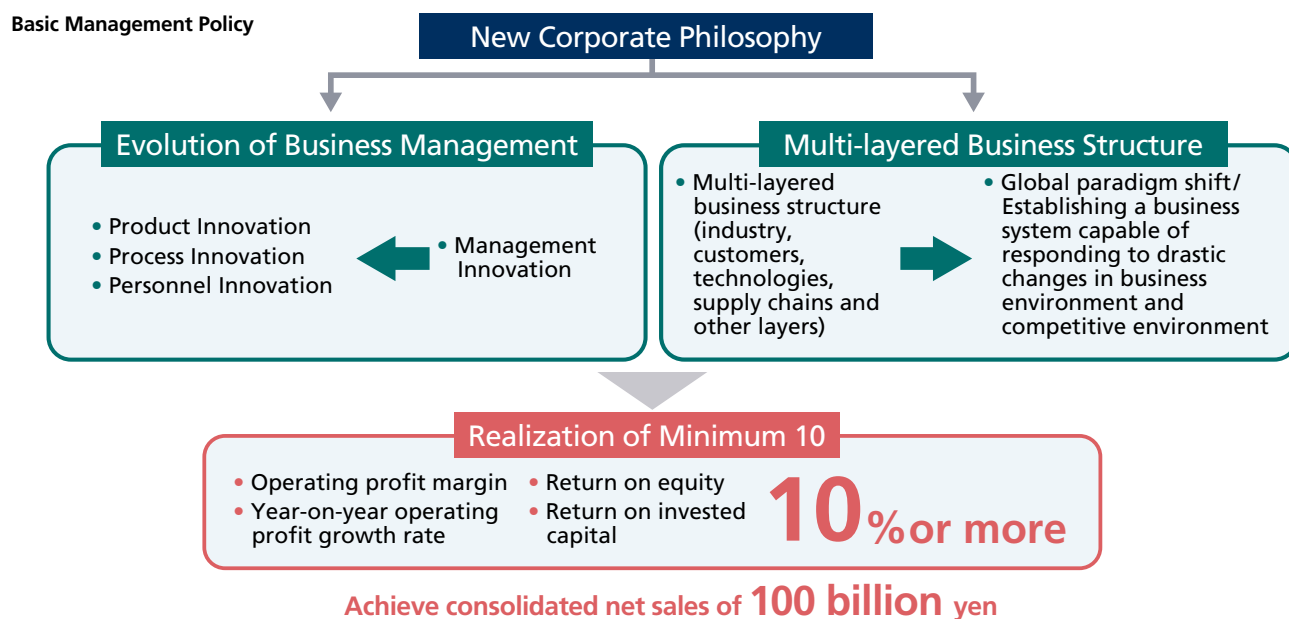 Basic Management Policy
New Corporate Philosophy
Evolution of Business Management
• Product Innovation
• Process Innovation
• Personnel Innovation
• Management
Innovation
Multi-layered Business Structure
• Multi-layered
business structure
(industry,
customers,
technologies,
supply chains and
other layers)
• Global paradigm shift/
Establishing a business
system capable of
responding to drastic
changes in business
environment and
competitive environment
Realization of Minimum 10
• Operating profit margin
• Year-on-year operating
profit growth rate
• Return on equity
• Return on invested
capital
10% or more
Achieve consolidated net sales of 100 billion yen